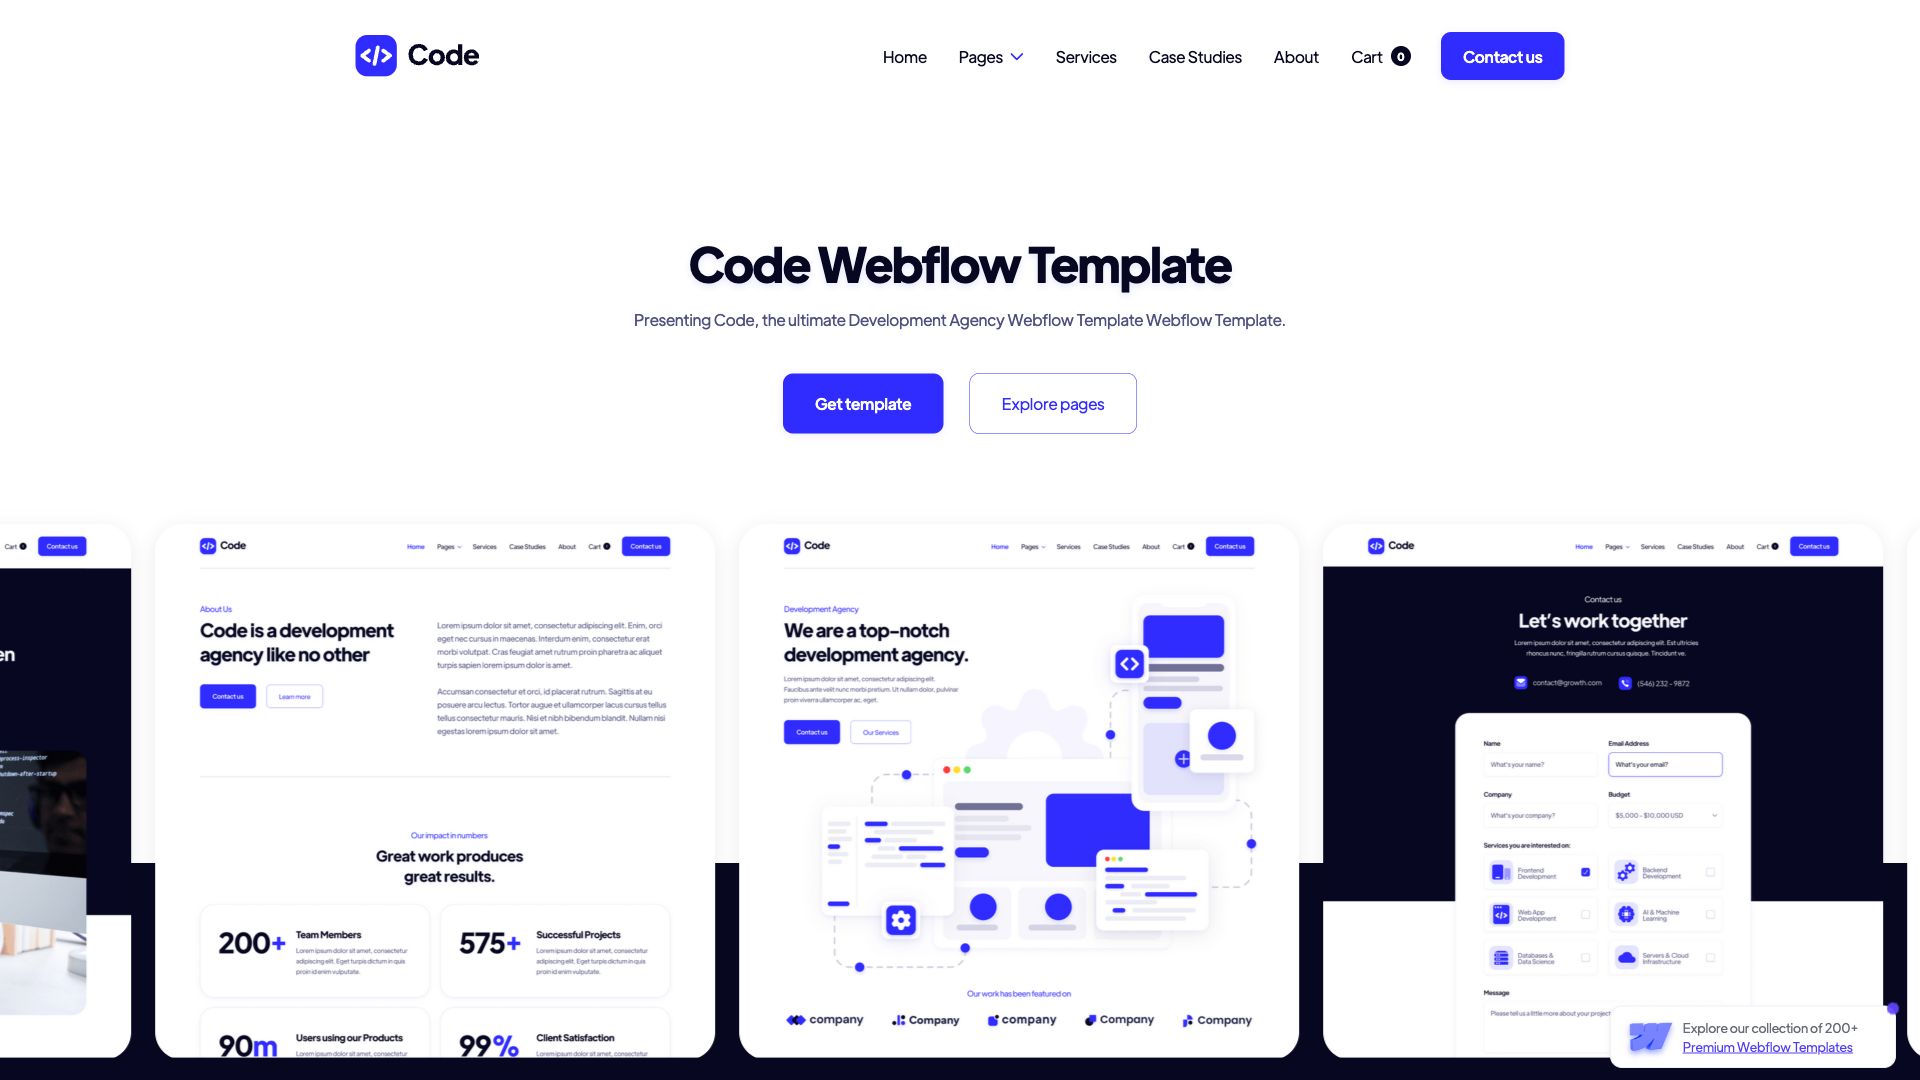 Code
Home
Pages
Services
Case Studies
About
Cart 0
Contact us
Code Webflow Template
Presenting Code, the ultimate Development Agency Webflow Template Webflow Template.
Get template
Explore pages
Cart
Contact us
en
process-inspector
shutdown-after-startup
Code
Home
Pages
Services
Case Studies
About
Cart
Contact us
About Us
Code is a development
agency like no other
Contact us
Learn more
Lorem ipsum dolor sit amet, consectetur adipiscing elit. Enim, orci
eget nec cursus in maecenas. Interdum enim, consectetur erat
morbi volutpat. Cras feugiat amet rutrum proin pharetra ac aliquet
turpis sapien lorem ipsum dolor is amet.
Accumsan consectetur et orci, id placerat rutrum. Sagittis at eu
posuere arcu lectus. Tortor augue et ullamcorper lacus cursus tellus
tellus consectetur mauris. Nisi et nibh bibendum blandit. Nullam nisi
egestas lorem ipsum dolor sit amet.
Our impact in numbers
Great work produces
great results.
200+
Team Members
Lorem ipsum dolor sit amet, consectetur
adipiscing elit. Eget turpis dictum in quis
proin id enim vulputate.
575+
Successful Projects
Lorem ipsum dolor sit amet, consectetur
adipiscing elit. Eget turpis dictum in quis
proin id enim vulputate.
90m
Users using our Products
Lorem ipsum dolor sit amet, consectetur
99%
Client Satisfaction
Lorem ipsum dolor sit amet, consectetur
Code
Home
Pages
Services
Case Studies
About
Cart
Contact us
Development Agency
We are a top-notch
development agency.
Lorem ipsum dolor sit amet, consectetur adipiscing elit.
Faucibus ante velit nunc morbi pretium. Ut nullam dolor, pulvinar
proin viverra ullamcorper ac, eget.
Contact us
Our Services
Our work has been featured on
company
Company
company
Company
Company
Code
Home
Pages
Services
Case Studies
About
Cart
Contact us
Contact us
Let's work together
Lorem ipsum dolor sit amet, consectetur adipiscing elit. Est ultricies
rhoncus nunc, fringilla rutrum cursus quisque. Tincidunt ve.
contact@growth.com
(546) 232 - 9872
Name
What's your name?
Email Address
What's your email?
Company
What's your company?
Budget
$5,000 - $10,000 USD
Services you are interested on:
Frontend
Development
Backend
Development
Web App
Development
AI & Machine
Learning
Databases &
Data Science
Servers & Cloud
Infrastructure
Message
Please tell us a little more about your project
Explore our collection of 200+
Premium Webflow Templates